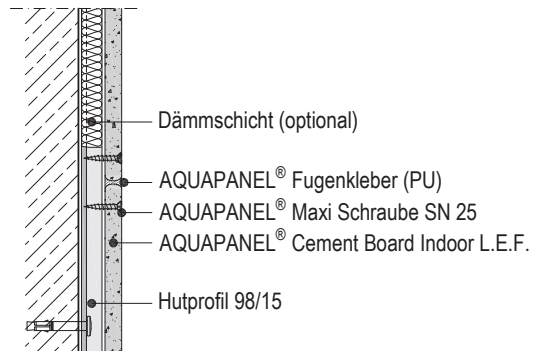 Dämmschicht (optional)
AQUAPANEL® Fugenkleber (PU)
AQUAPANEL® Maxi Schraube SN 25
AQUAPANEL® Cement Board Indoor L.E.F.
Hutprofil 98/15